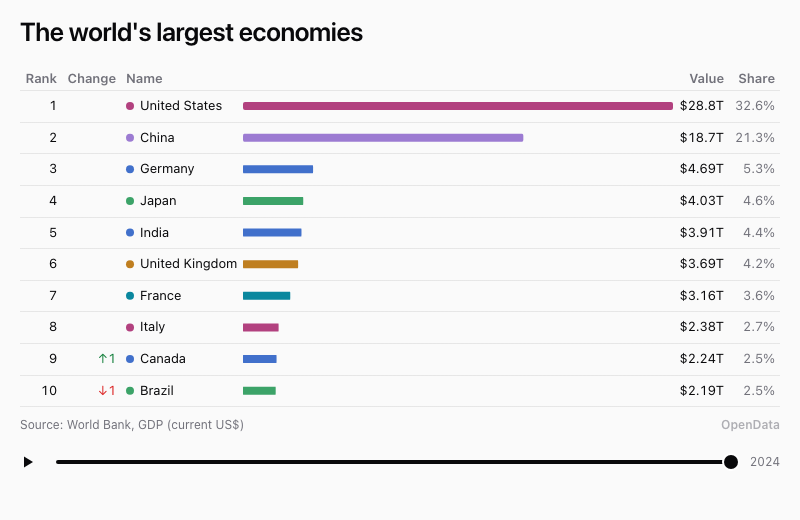 The world's largest economies
Rank Change Name Value Share
1 United States $28.8T 32.6%
2 China $18.7T 21.3%
3 Germany $4.69T 5.3%
4 Japan $4.03T 4.6%
5 India $3.91T 4.4%
6 United Kingdom $3.69T 4.2%
7 France $3.16T 3.6%
8 Italy $2.38T 2.7%
9 ↑1 Canada $2.24T 2.5%
10 ↓1 Brazil $2.19T 2.5%
Source: World Bank, GDP (current US$) OpenData
2024